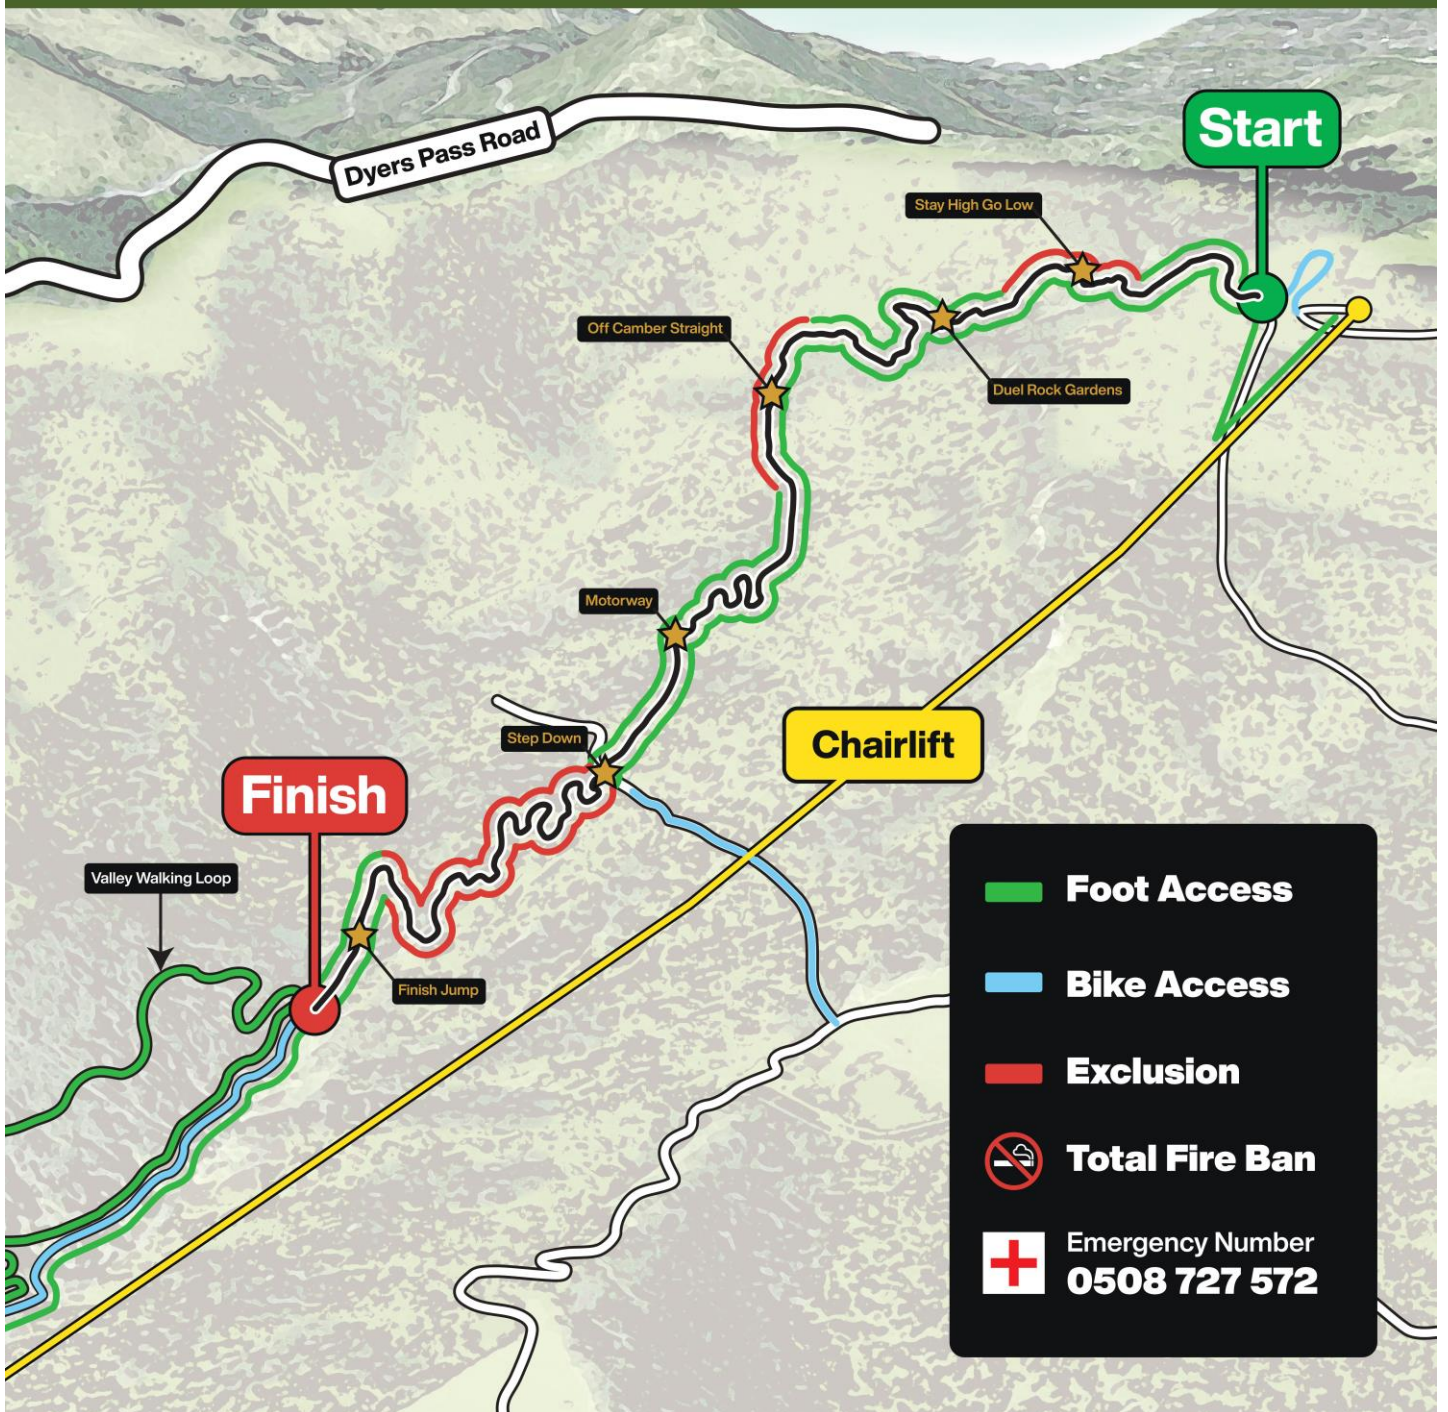 Dyers Pass Road
Start
Stay High Go Low
Off Camber Straight
Duel Rock Gardens
Motorway
Step Down
Chairlift
Finish
Valley Walking Loop
Finish Jump
Foot Access
Bike Access
Exclusion
Total Fire Ban
Emergency Number
0508 727 572